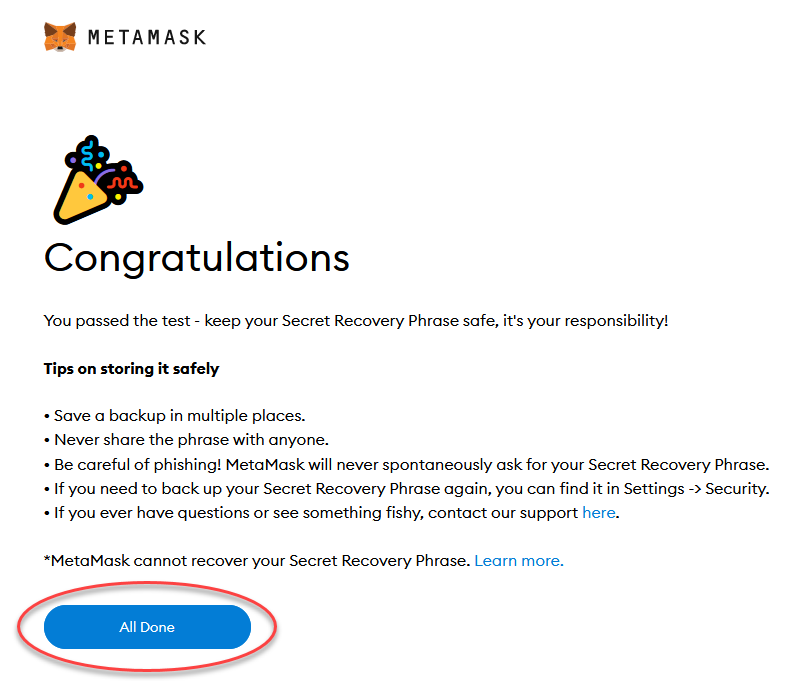 METAMASK
Congratulations
You passed the test - keep your Secret Recovery Phrase safe, it's your responsibility!
Tips on storing it safely
• Save a backup in multiple places.
• Never share the phrase with anyone.
• Be careful of phishing! MetaMask will never spontaneously ask for your Secret Recovery Phrase.
• If you need to back up your Secret Recovery Phrase again, you can find it in Settings -> Security.
• If you ever have questions or see something fishy, contact our support here.
*MetaMask cannot recover your Secret Recovery Phrase. Learn more.
All Done